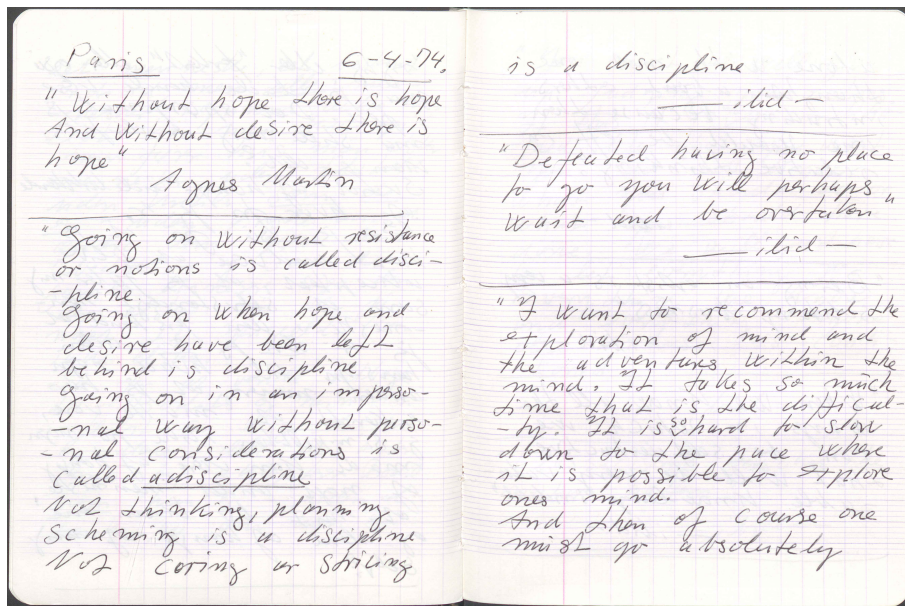 Paris 6-4-74.
"Without hope there is hope
And without desire there is
hope"
Agnes Martin
"Going on without resistance
or notions is called disci-
-pline.
Going on when hope and
desire have been left
behind is discipline
Going on in an imperso-
-nal way without perso-
-nal considerations is
called a discipline
Not thinking, planning
scheming is a discipline
Not caring or striving
is a discipline
— ibid —
"Defeated having no place
to go you will perhaps
wait and be overtaken"
— ibid —
"I want to recommend the
exploration of mind and
the adventures within the
mind. It takes so much
time that is the difficul-
-ty. It is so hard to slow
down to the pace where
it is possible to explore
ones mind.
And then of course one
must go absolutely